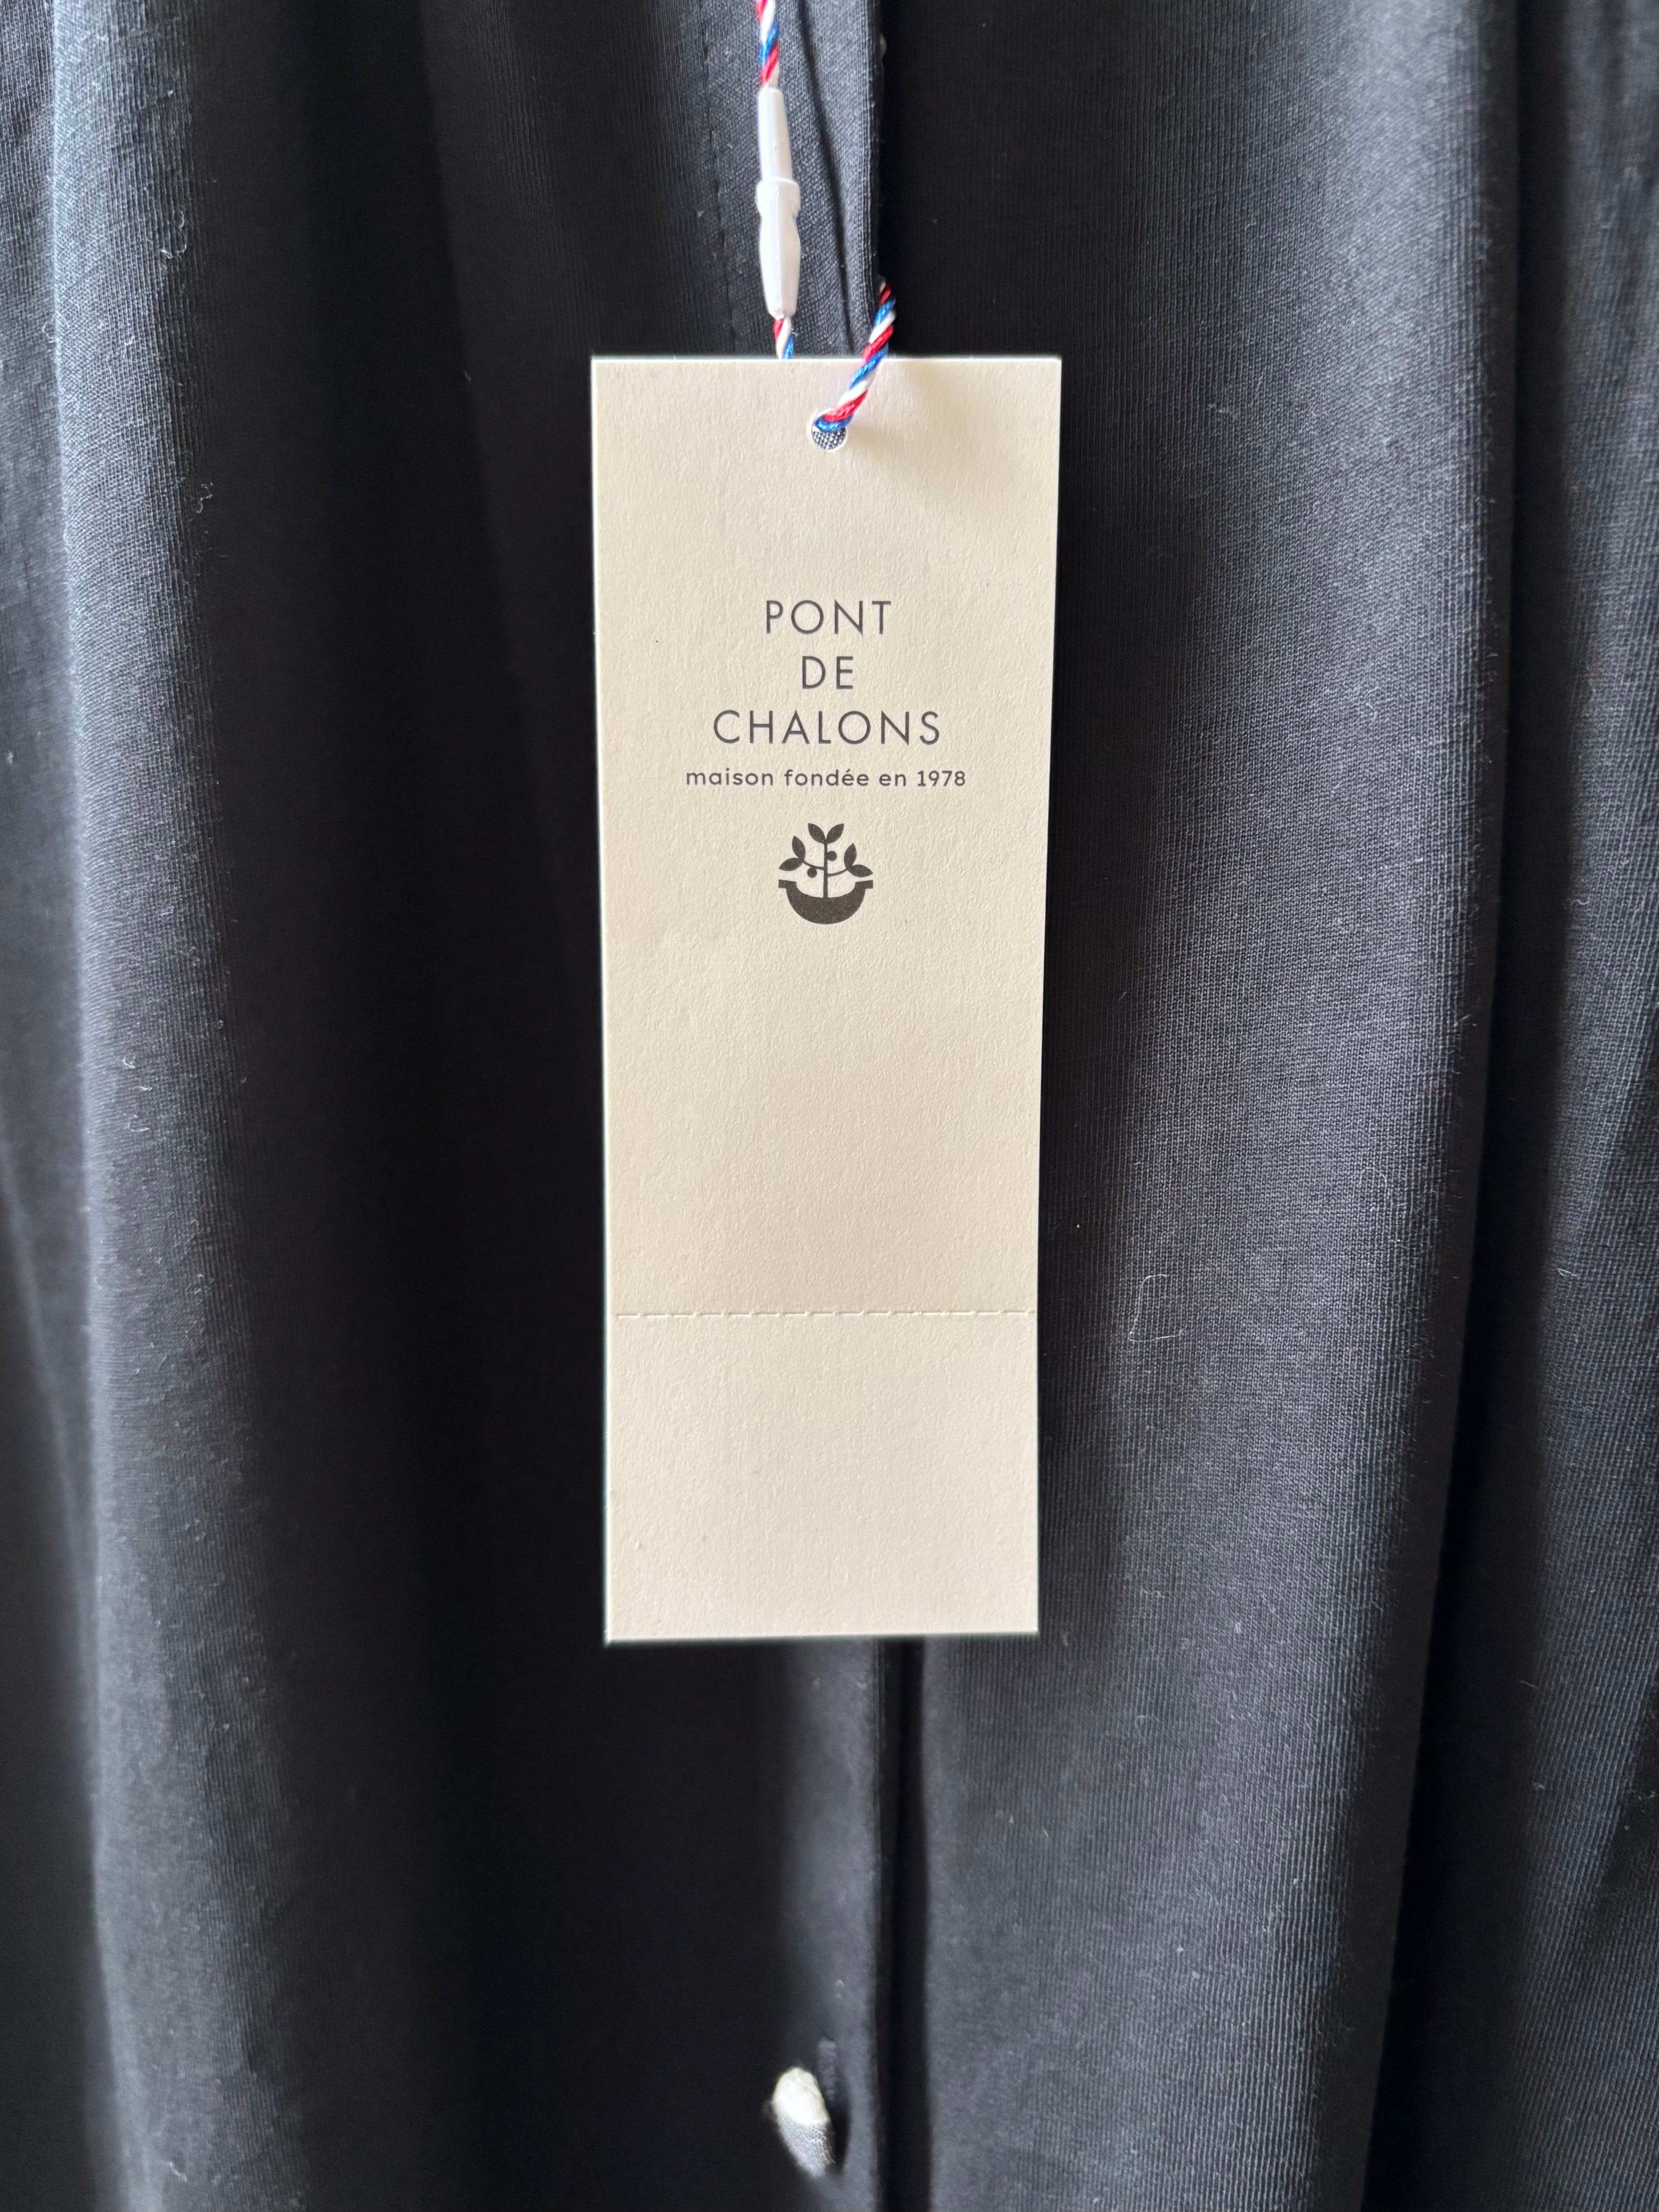 PONT
DE
CHALONS
maison fondée en 1978